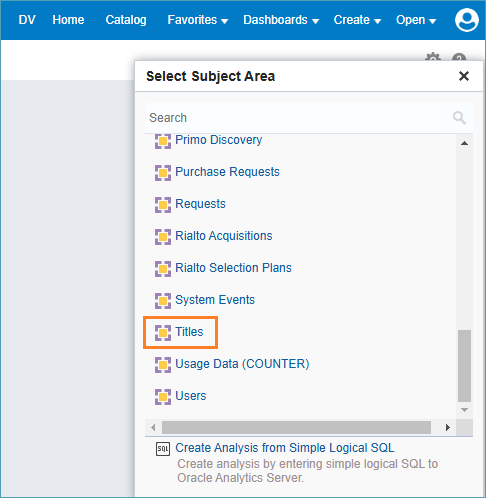 DV Home Catalog Favorites Dashboards Create Open
Select Subject Area
Search
Primo Discovery
Purchase Requests
Requests
Rialto Acquisitions
Rialto Selection Plans
System Events
Titles
Usage Data (COUNTER)
Users
SQL Create Analysis from Simple Logical SQL
Create analysis by entering simple logical SQL to
Oracle Analytics Server.